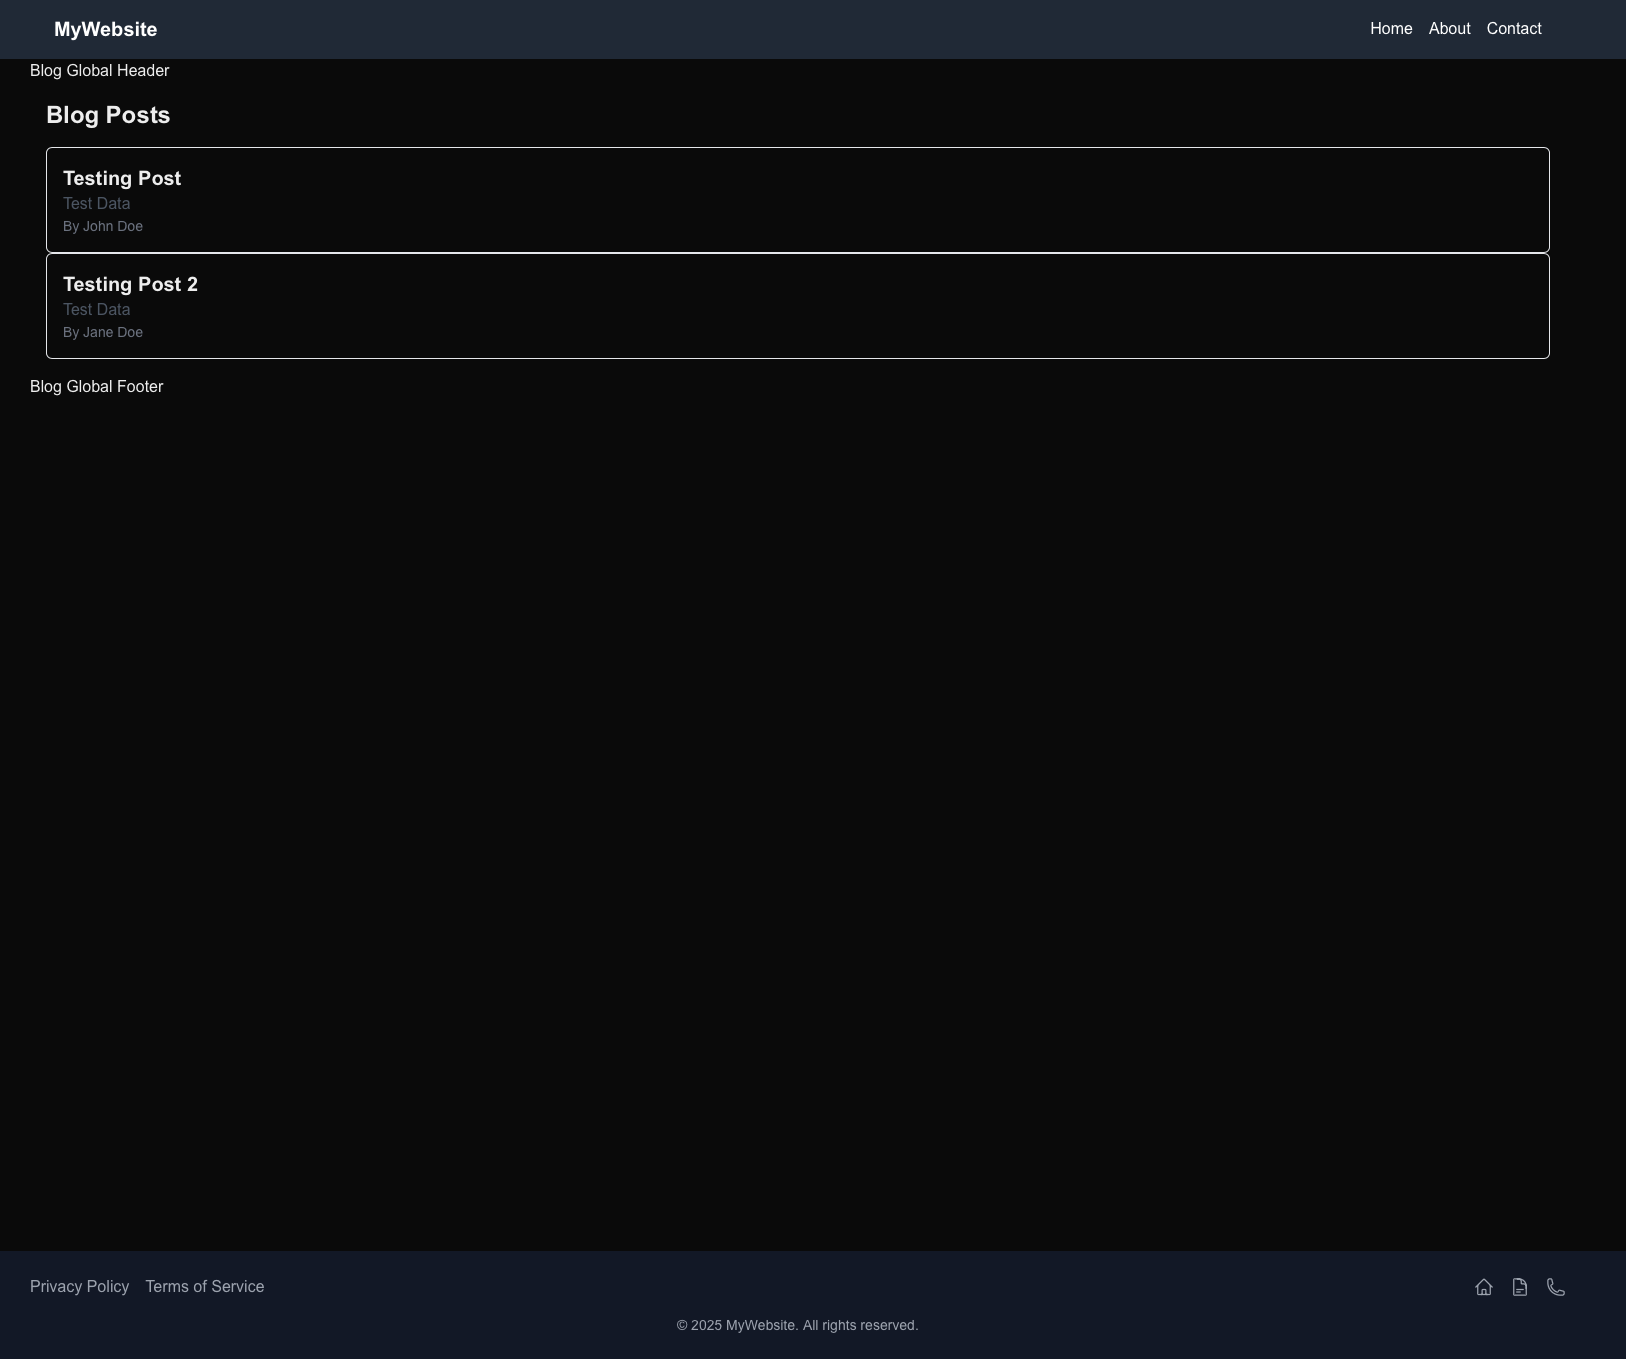 MyWebsite Home About Contact
Blog Global Header
Blog Posts
Testing Post
Test Data
By John Doe
Testing Post 2
Test Data
By Jane Doe
Blog Global Footer
Privacy Policy Terms of Service
© 2025 MyWebsite. All rights reserved.